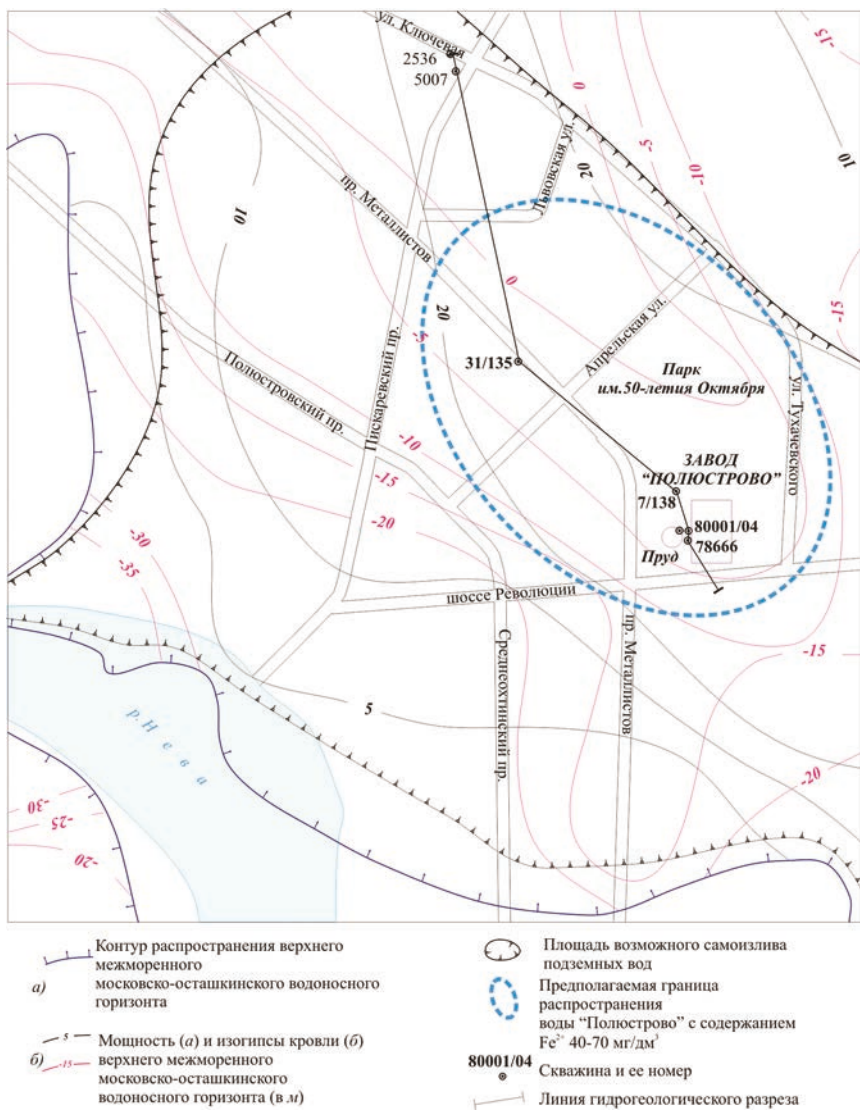 -15
-15
ул. Ключевая
2536
5007
0
-5
-10
10
20
Львовская ул.
10
пр. Металлистов
0
-15
20
-5
Апрельская ул.
31/135
Парк
им.50-летия Октября
Полюстровский пр.
Пискаревский пр.
ул. Тухачевского
-10
-15
-20
ЗАВОД
“ПОЛЮСТРОВО”
7/138
80001/04
78666
Пруд
-30
-35
шоссе Революции
Среднеохтинский пр.
пр. Металлистов
-15
5
р. Нева
-20
-30
-25
-20
Контур распространения верхнего
межморенного
московско-осташкинского водоносного
горизонта
а)
5
Мощность (а) и изогипсы кровли (б)
б)
-15
верхнего межморенного
московско-осташкинского
водоносного горизонта (в м)
Площадь возможного самоизлива
подземных вод
Предполагаемая граница
распространения
воды “Полюстрово” с содержанием
Fe²⁺ 40-70 мг/дм³
80001/04
Скважина и ее номер
Линия гидрогеологического разреза